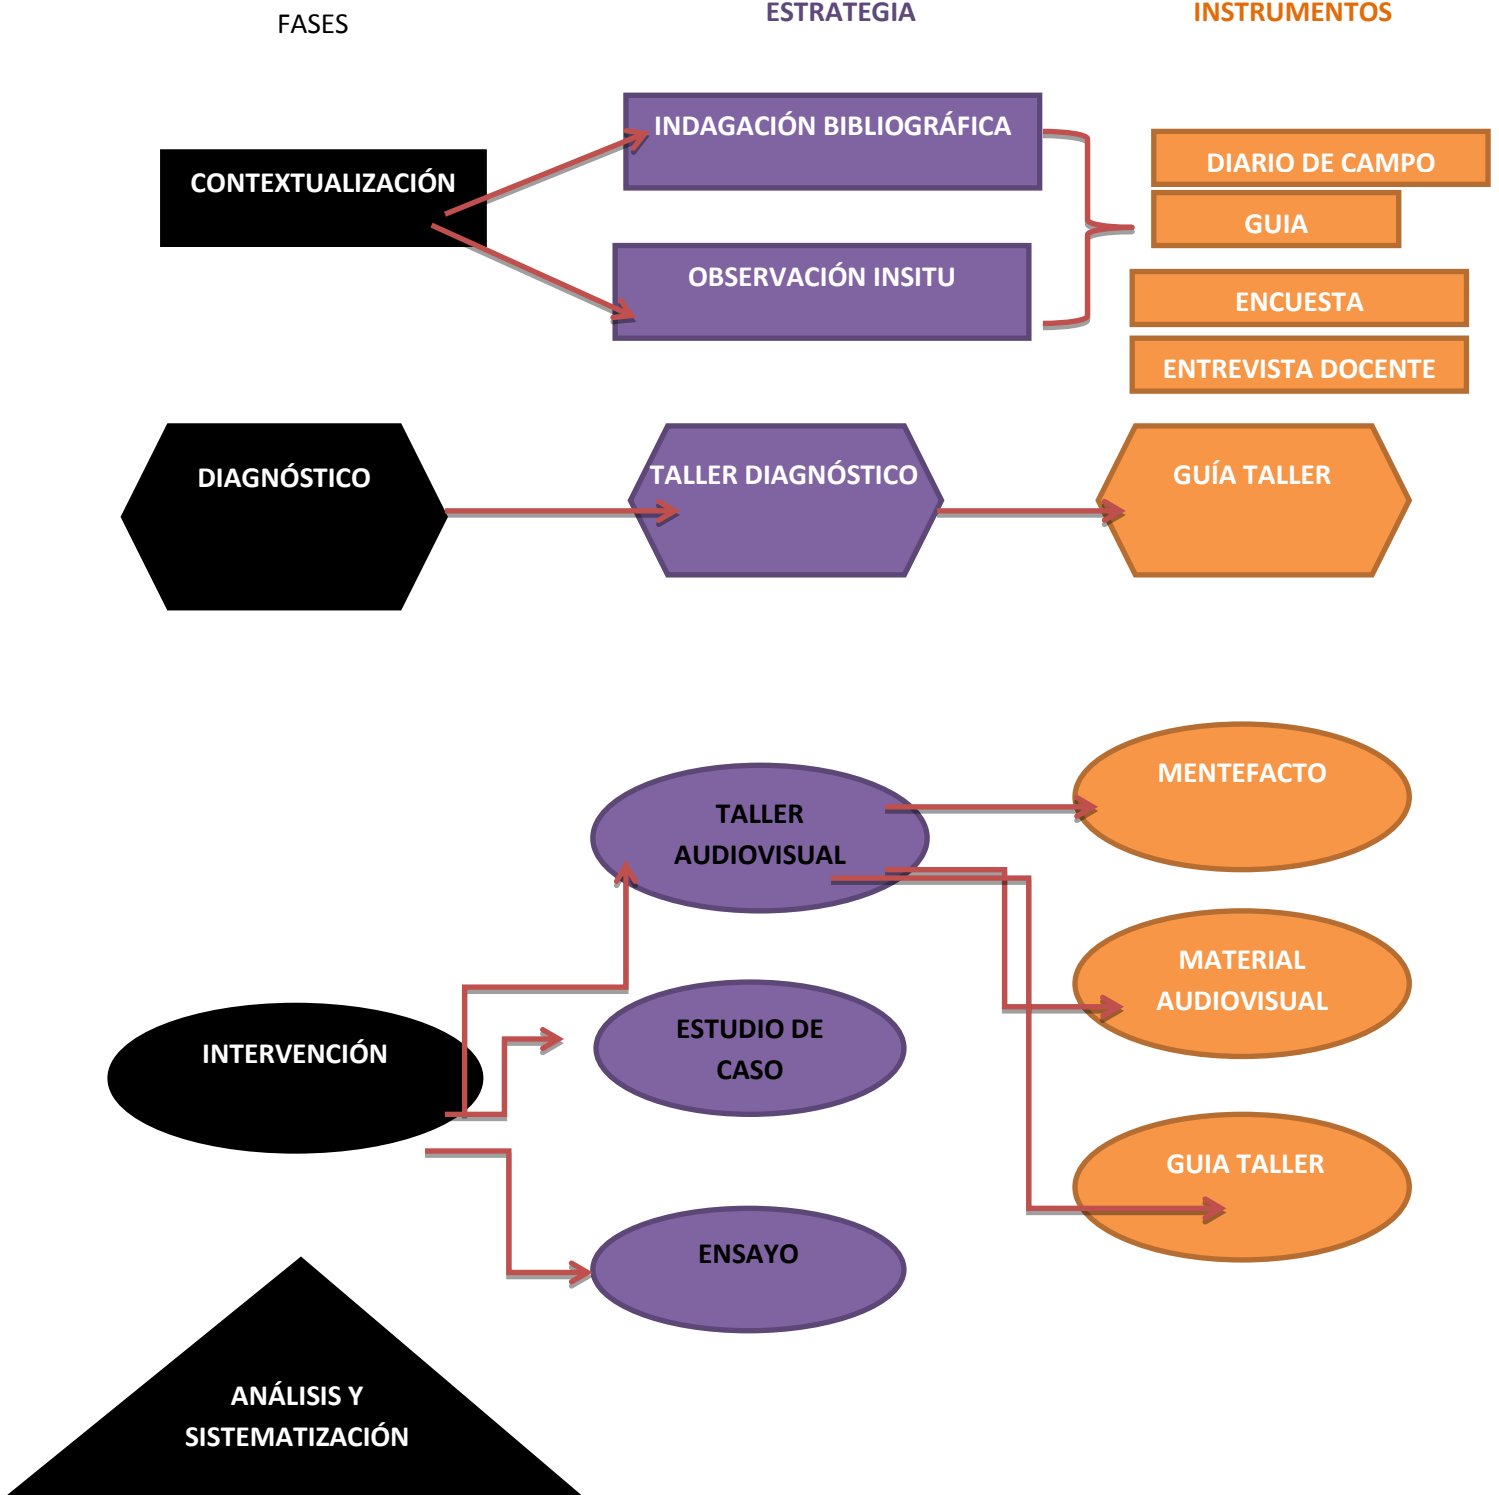 FASES
ESTRATEGIA
INSTRUMENTOS
CONTEXTUALIZACIÓN
INDAGACIÓN BIBLIOGRÁFICA
OBSERVACIÓN INSITU
DIARIO DE CAMPO
GUIA
ENCUESTA
ENTREVISTA DOCENTE
DIAGNÓSTICO
TALLER DIAGNÓSTICO
GUÍA TALLER
INTERVENCIÓN
TALLER
AUDIOVISUAL
ESTUDIO DE
CASO
ENSAYO
MENTEFACTO
MATERIAL
AUDIOVISUAL
GUIA TALLER
ANÁLISIS Y
SISTEMATIZACIÓN